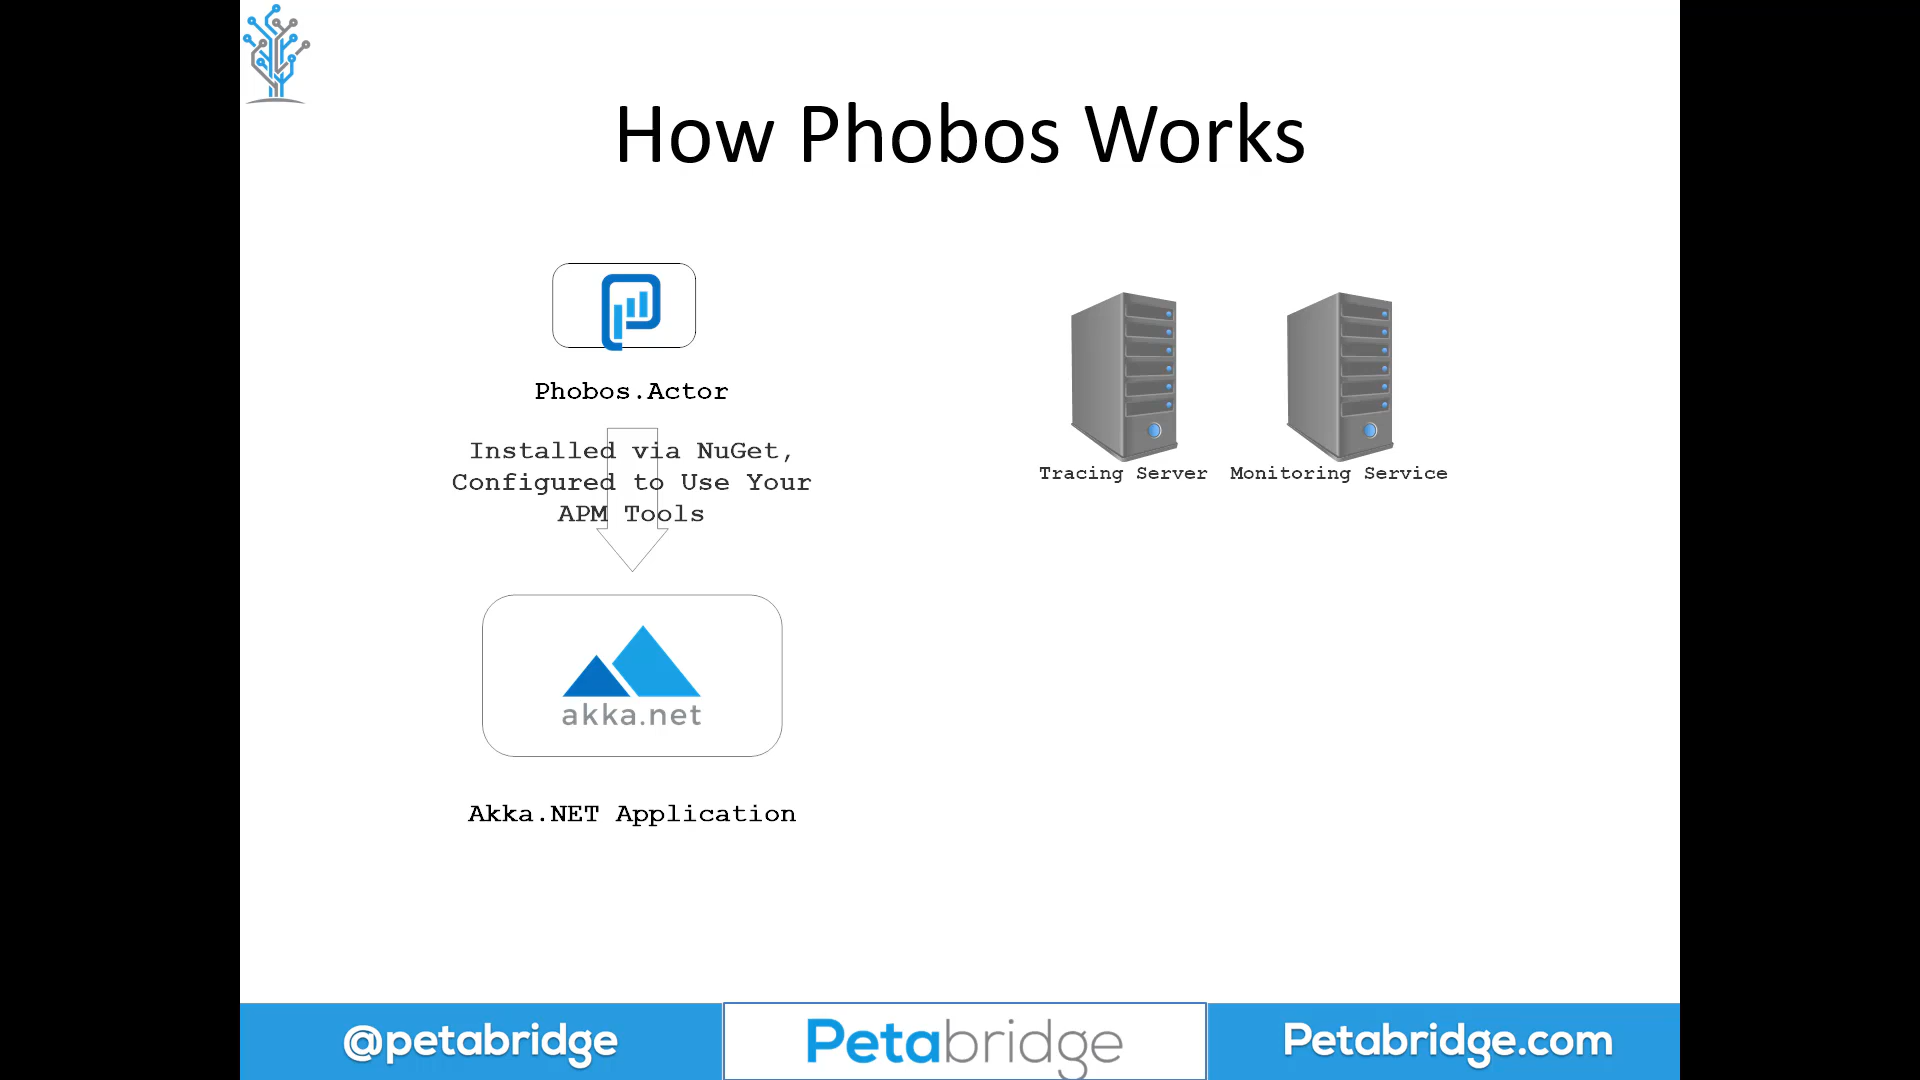 How Phobos Works
Phobos.Actor
Installed via NuGet,
Configured to Use Your
APM Tools
akka.net
Akka.NET Application
Tracing Server
Monitoring Service
@petabridge
Petabridge
Petabridge.com